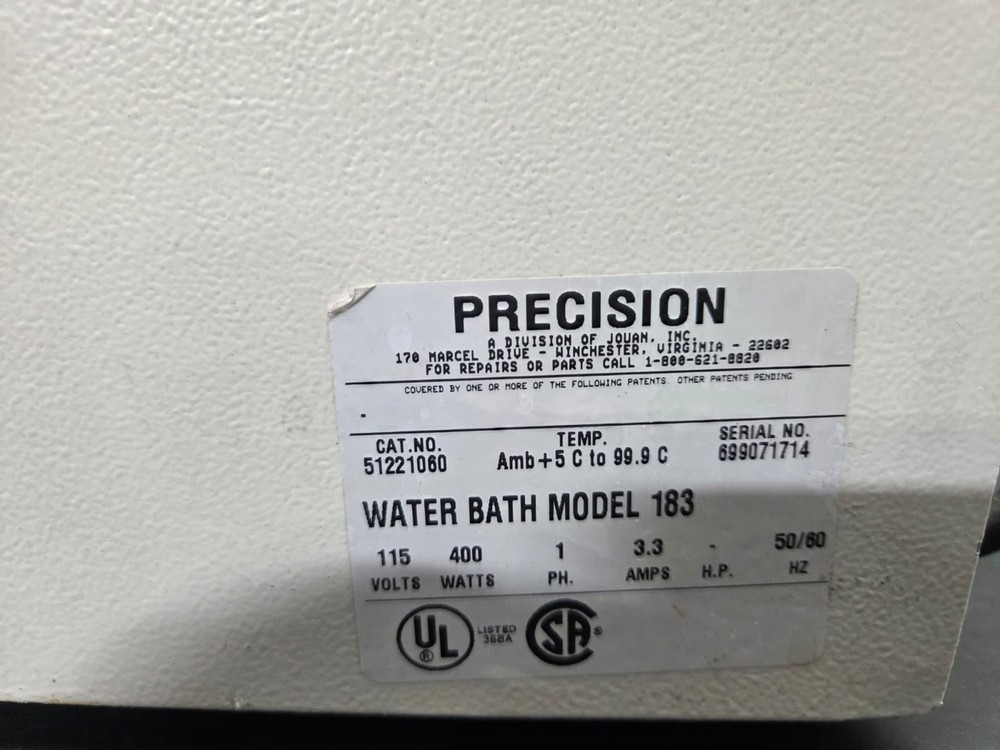 PRECISION
A DIVISION OF JOUAN, INC.
170 MARCEL DRIVE - WINCHESTER, VIRGINIA - 22602
FOR REPAIRS OR PARTS CALL 1-800-621-8820
COVERED BY ONE OR MORE OF THE FOLLOWING PATENTS. OTHER PATENTS PENDING
CAT.NO. TEMP. SERIAL NO.
51221060 Amb+5 C to 99.9 C 699071714
WATER BATH MODEL 183
115 400 1 3.3 - 50/60
VOLTS WATTS PH. AMPS H.P. HZ
UL® LISTED 368A SA®